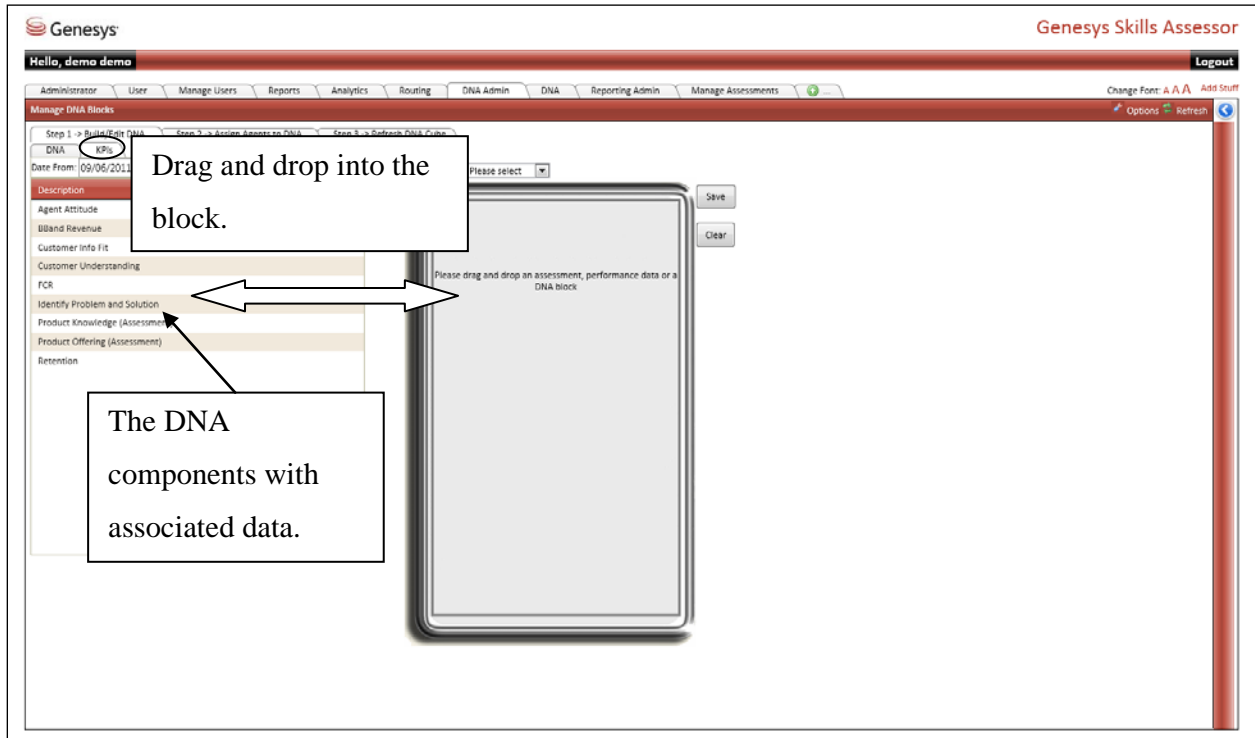 Genesys
Genesys Skills Assessor
Hello, demo demo
Logout
Administrator User Manage Users Reports Analytics Routing DNA Admin DNA Reporting Admin Manage Assessments ...
Change Font: A A A Add Stuff
Manage DNA Blocks
Options Refresh
Step 1 -> Build/Edit DNA Step 2 -> Assign Agents to DNA Step 3 -> Refresh DNA Cube
DNA KPIs
Date From: 09/06/2011
Please select
Drag and drop into the
block.
Description
Agent Attitude
BBand Revenue
Customer Info Fit
Customer Understanding
FCR
Identify Problem and Solution
Product Knowledge (Assessment
Product Offering (Assessment)
Retention
Save
Clear
Please drag and drop an assessment, performance data or a
DNA block
The DNA
components with
associated data.